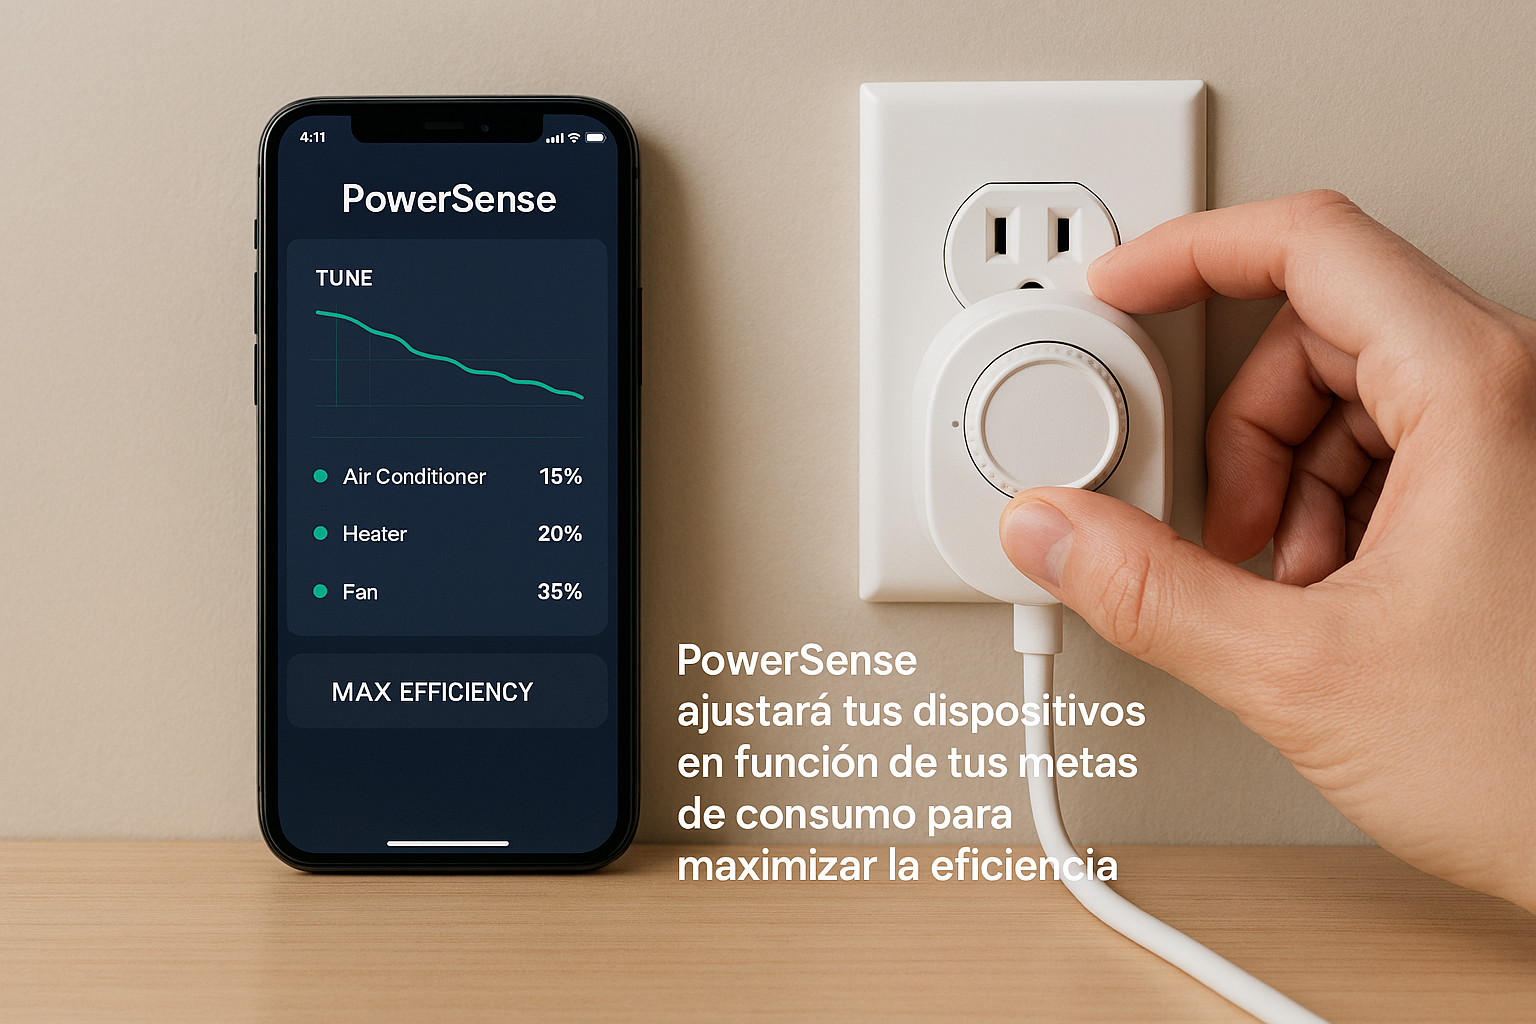 4:11
PowerSense
TUNE
Air Conditioner 15%
Heater 20%
Fan 35%
MAX EFFICIENCY
PowerSense
ajustará tus dispositivos
en función de tus metas
de consumo para
maximizar la eficiencia